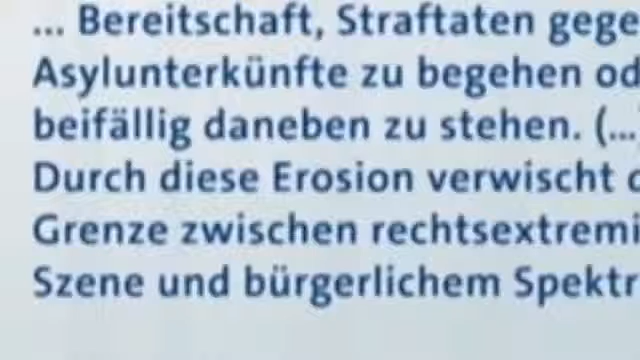 ... Bereitschaft, Straftaten gege
Asylunterkünfte zu begehen od
beifällig daneben zu stehen. (...
Durch diese Erosion verwischt d
Grenze zwischen rechtsextremi
Szene und bürgerlichem Spektr